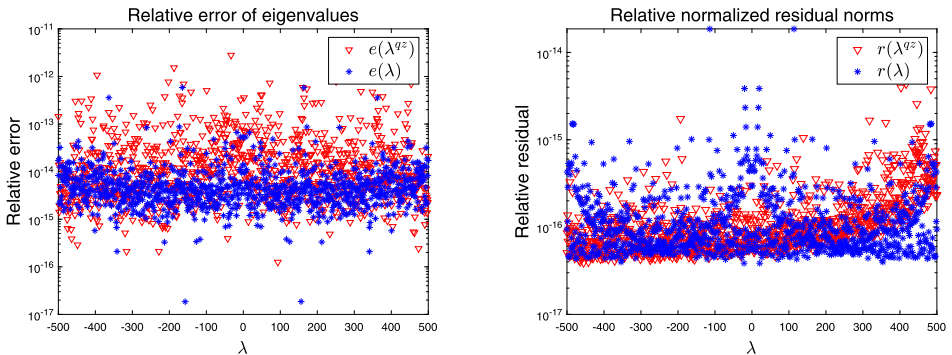 Relative error of eigenvalues
10^-11
10^-12
10^-13
10^-14
10^-15
10^-16
10^-17
Relative error
e(λ^qz)
e(λ)
-500 -400 -300 -200 -100 0 100 200 300 400 500
λ
Relative normalized residual norms
10^-14
10^-15
10^-16
10^-17
Relative residual
r(λ^qz)
r(λ)
-500 -400 -300 -200 -100 0 100 200 300 400 500
λ